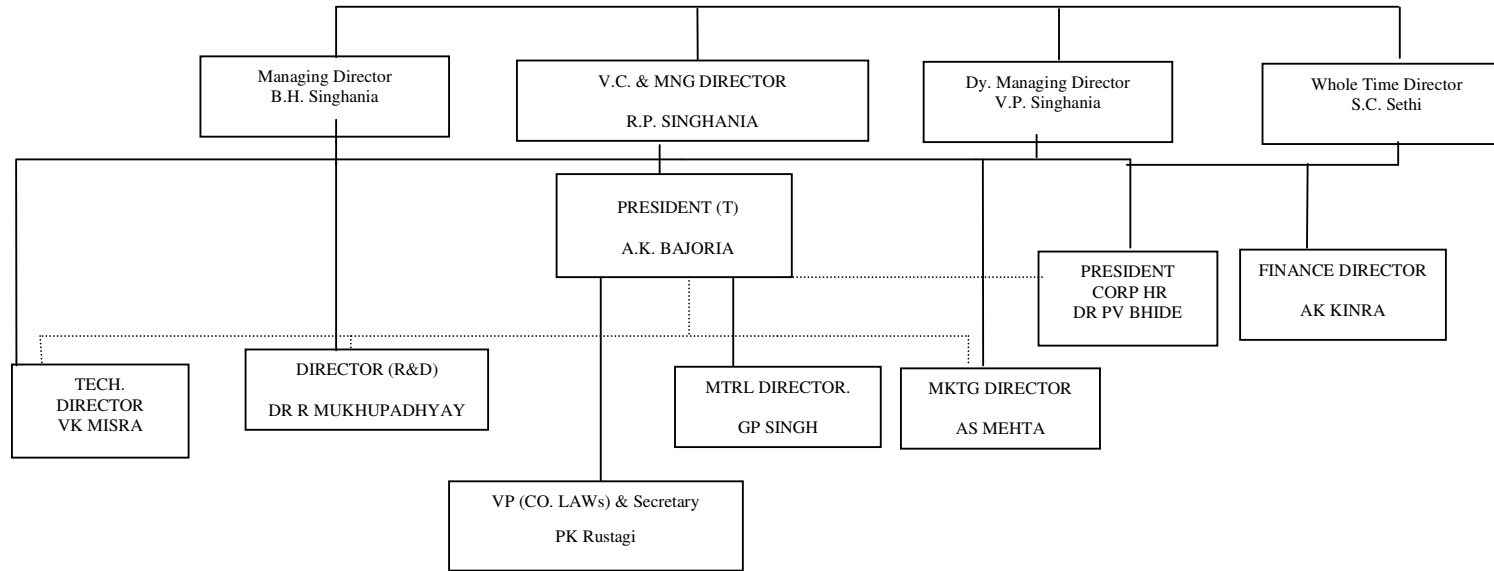 Managing Director
B.H. Singhania
V.C. & MNG DIRECTOR
R.P. SINGHANIA
Dy. Managing Director
V.P. Singhania
Whole Time Director
S.C. Sethi
PRESIDENT (T)
A.K. BAJORIA
PRESIDENT
CORP HR
DR PV BHIDE
FINANCE DIRECTOR
AK KINRA
TECH.
DIRECTOR
VK MISRA
DIRECTOR (R&D)
DR R MUKHUPADHYAY
MTRL DIRECTOR.
GP SINGH
MKTG DIRECTOR
AS MEHTA
VP (CO. LAWs) & Secretary
PK Rustagi